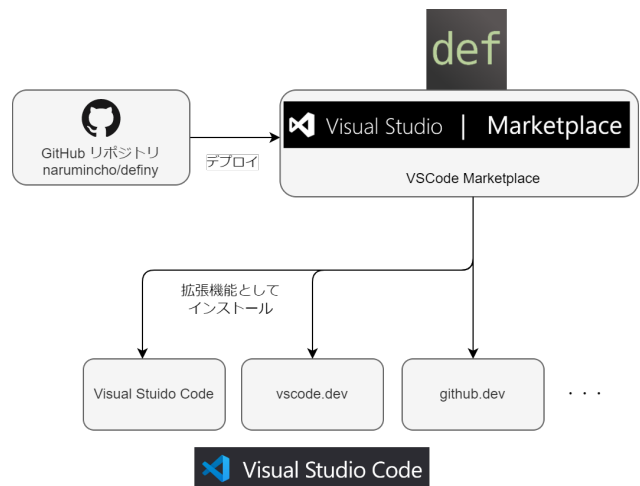 def
Visual Studio | Marketplace
GitHub リポジトリ
narumincho/definy
デプロイ
VSCode Marketplace
拡張機能として
インストール
Visual Stuido Code
vscode.dev
github.dev
・・・
Visual Studio Code